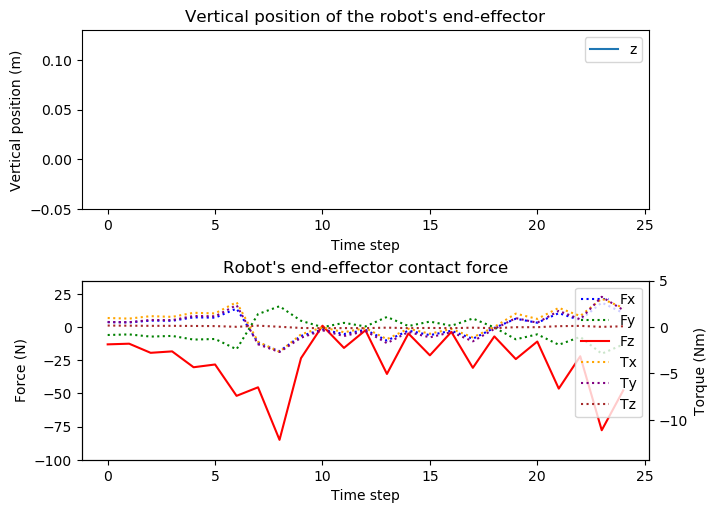 Vertical position of the robot's end-effector
Vertical position (m)
0.10
0.05
0.00
−0.05
z
0 5 10 15 20 25
Time step
Robot's end-effector contact force
Force (N)
25
0
−25
−50
−75
−100
Fx
Fy
Fz
Tx
Ty
Tz
5
0
−5
−10
Torque (Nm)
0 5 10 15 20 25
Time step